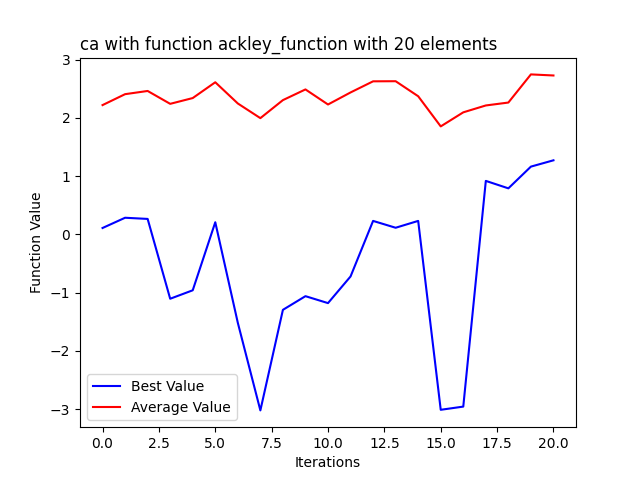 ca with function ackley_function with 20 elements
3
2
1
0
−1
−2
−3
Function Value
Best Value
Average Value
0.0 2.5 5.0 7.5 10.0 12.5 15.0 17.5 20.0
Iterations